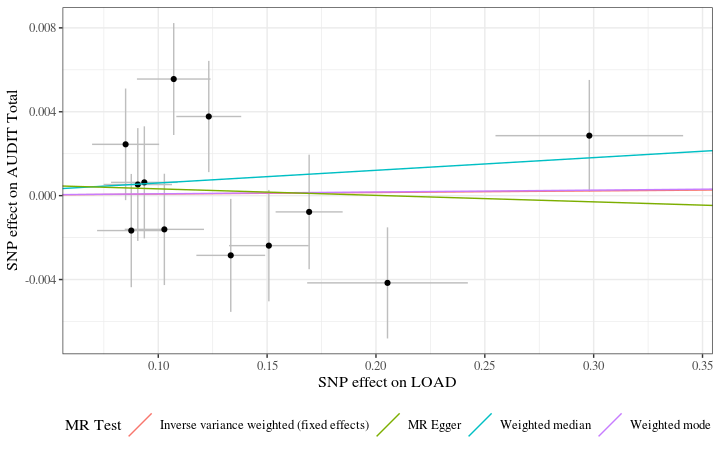 0.008
0.004
0.000
-0.004
SNP effect on AUDIT Total
0.10 0.15 0.20 0.25 0.30 0.35
SNP effect on LOAD
MR Test Inverse variance weighted (fixed effects) MR Egger Weighted median Weighted mode